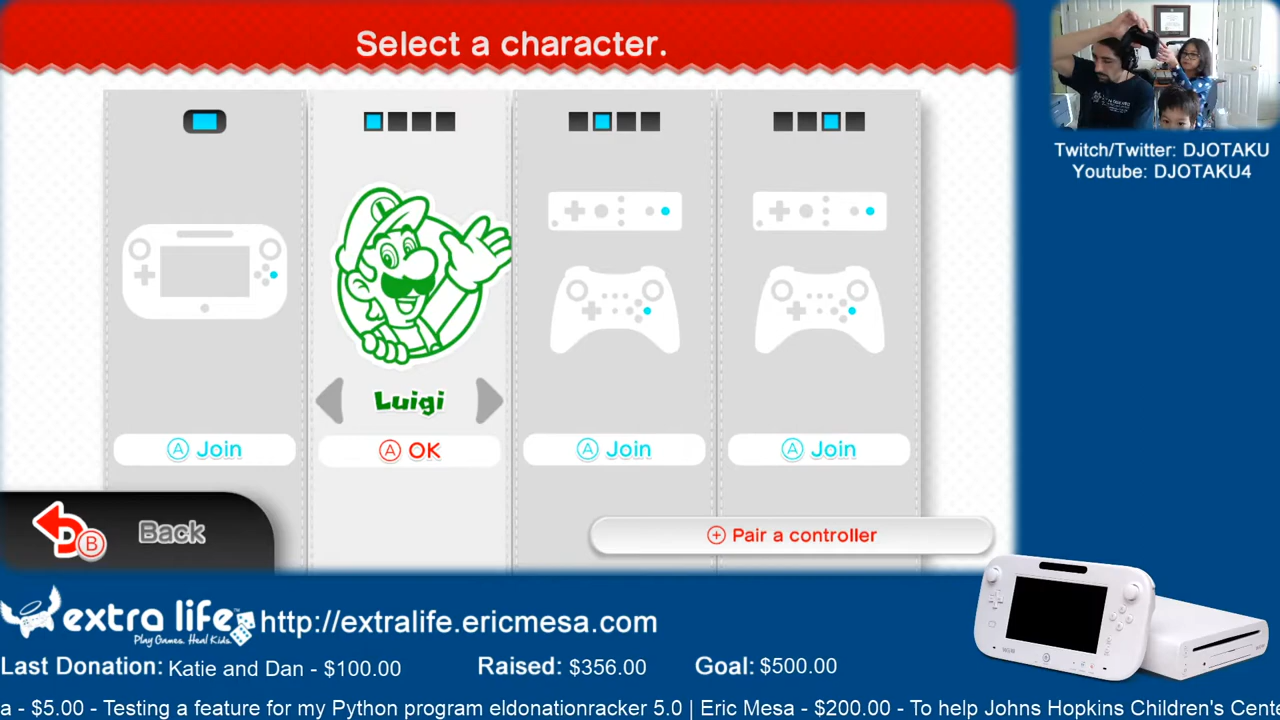 Select a character.
Twitch/Twitter: DJOTAKU
Youtube: DJOTAKU4
Luigi
A Join
A OK
A Join
A Join
B Back
+ Pair a controller
extra life™
Play Games. Heal Kids.
http://extralife.ericmesa.com
Last Donation: Katie and Dan - $100.00 Raised: $356.00 Goal: $500.00
a - $5.00 - Testing a feature for my Python program eldonationracker 5.0 | Eric Mesa - $200.00 - To help Johns Hopkins Children's Cente